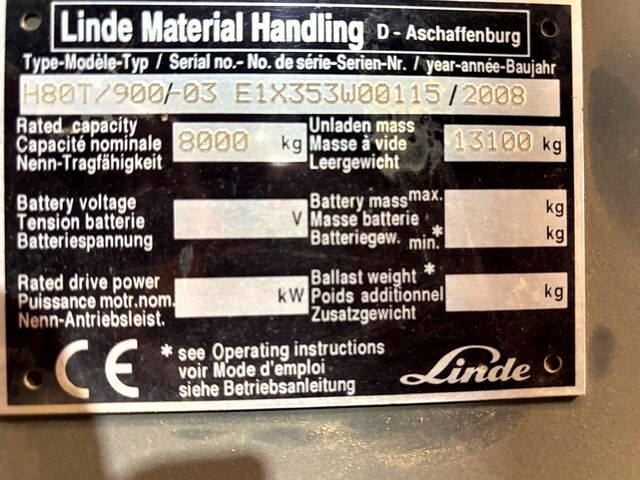 Linde Material Handling D - Aschaffenburg
Type-Modèle-Typ / Serial no.- No. de série-Serien-Nr. / year-année-Baujahr
H80T/900/-03 E1X353W00115/2008
Rated capacity
Capacité nominale
Nenn-Tragfähigkeit
8000 kg
Unladen mass
Masse à vide
Leergewicht
13100 kg
Battery voltage
Tension batterie
Batteriespannung
V
Battery mass max.
Masse batterie
Batteriegew. min.*
kg
kg
Rated drive power
Puissance motr.nom.
Nenn-Antriebsleist.
kW
Ballast weight *
Poids additionnel
Zusatzgewicht
kg
CE
* see Operating instructions
voir Mode d'emploi
siehe Betriebsanleitung
Linde